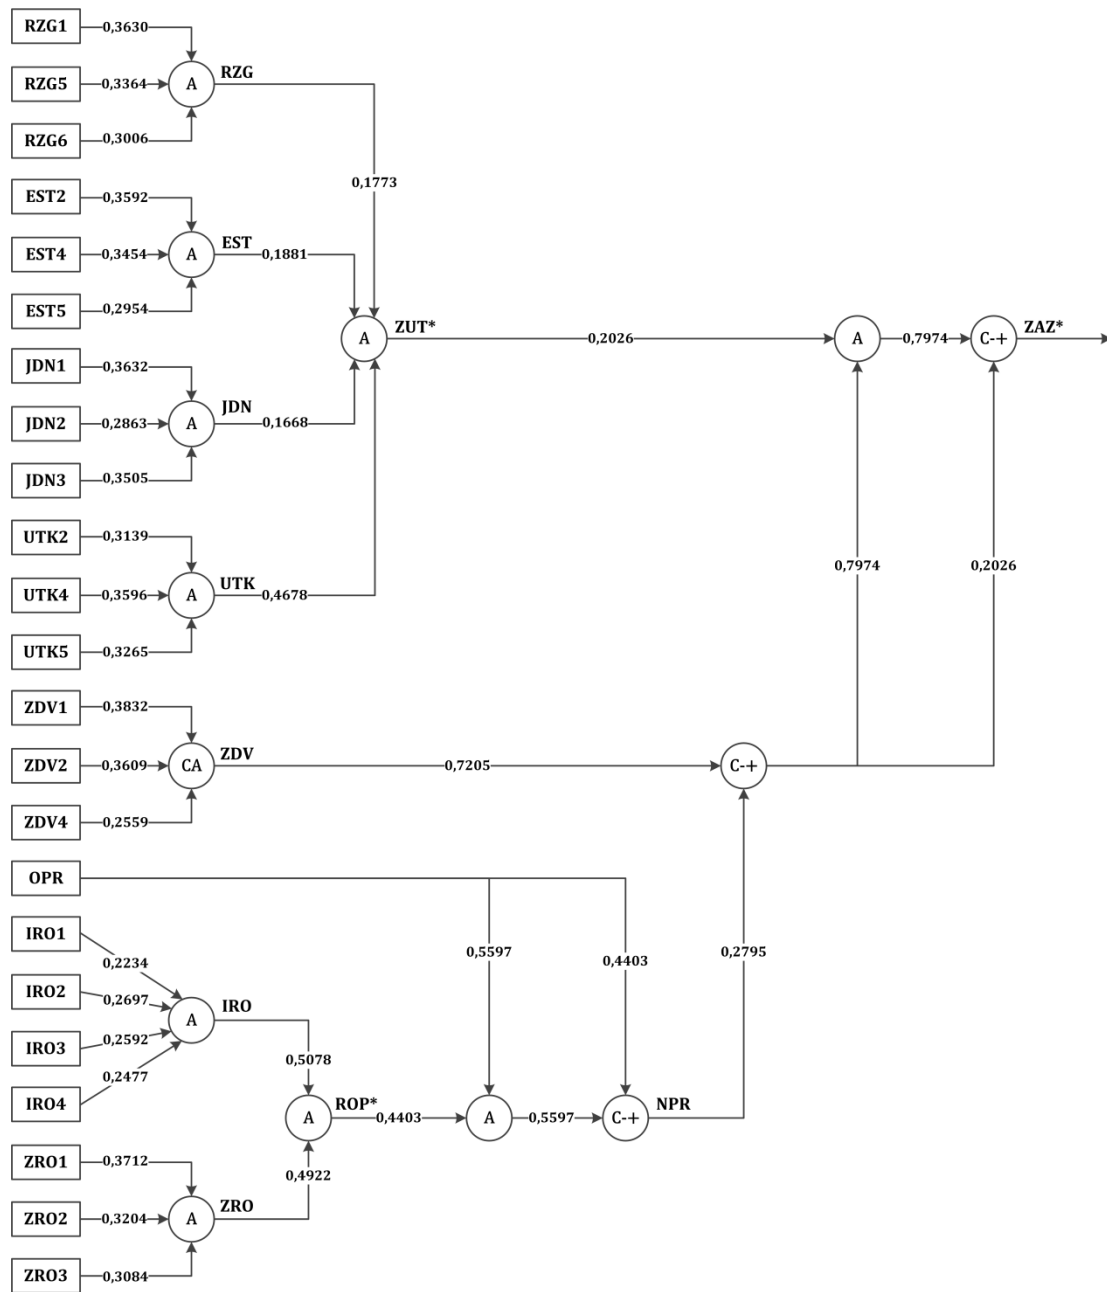 RZG1 0,3630
RZG5 0,3364 A RZG
RZG6 0,3006
0,1773
EST2 0,3592
EST4 0,3454 A EST 0,1881
EST5 0,2954
A ZUT* 0,2026 A 0,7974 C-+ ZAZ*
JDN1 0,3632
JDN2 0,2863 A JDN 0,1668
JDN3 0,3505
UTK2 0,3139
0,7974 0,2026
UTK4 0,3596 A UTK 0,4678
UTK5 0,3265
ZDV1 0,3832
ZDV2 0,3609 CA ZDV 0,7205 C-+
ZDV4 0,2559
OPR
IRO1
0,2234
0,5597 0,4403 0,2795
IRO2 0,2697
A IRO
IRO3 0,2592
0,5078
IRO4 0,2477
A ROP* 0,4403 A 0,5597 C-+ NPR
ZRO1 0,3712
0,4922
ZRO2 0,3204 A ZRO
ZRO3 0,3084